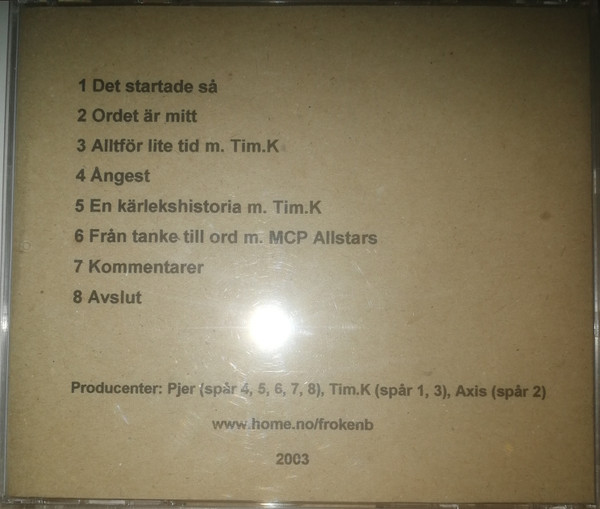 1 Det startade så
2 Ordet är mitt
3 Alltför lite tid m. Tim.K
4 Ångest
5 En kärlekshistoria m. Tim.K
6 Från tanke till ord m. MCP Allstars
7 Kommentarer
8 Avslut
Producenter: Pjer (spår 4, 5, 6, 7, 8), Tim.K (spår 1, 3), Axis (spår 2)
www.home.no/frokenb
2003